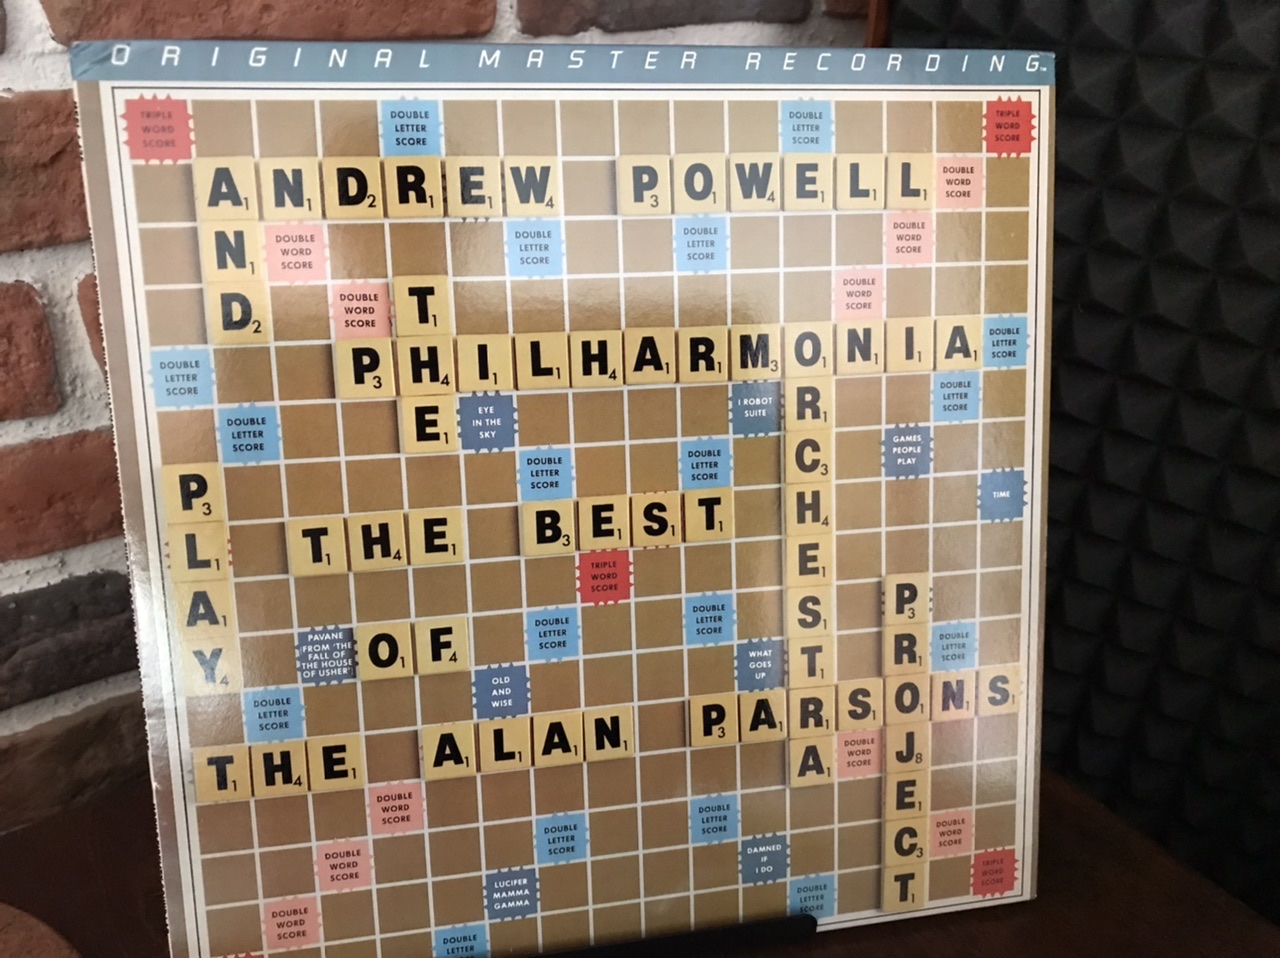 ORIGINAL MASTER RECORDING™
TRIPLE WORD SCORE
DOUBLE LETTER SCORE
DOUBLE LETTER SCORE
TRIPLE WORD SCORE
ANDREW POWELL
DOUBLE WORD SCORE
AND
DOUBLE WORD SCORE
DOUBLE LETTER SCORE
DOUBLE LETTER SCORE
DOUBLE WORD SCORE
DOUBLE WORD SCORE
THE
DOUBLE WORD SCORE
DOUBLE LETTER SCORE
PHILHARMONIA
DOUBLE LETTER SCORE
DOUBLE LETTER SCORE
EYE IN THE SKY
I ROBOT SUITE
ORCHESTRA
DOUBLE LETTER SCORE
GAMES PEOPLE PLAY
PLAY
DOUBLE LETTER SCORE
DOUBLE LETTER SCORE
TIME
THE BEST
TRIPLE WORD SCORE
PROJECT
PAVANE FROM 'THE FALL OF THE HOUSE OF USHER'
OF
DOUBLE LETTER SCORE
DOUBLE LETTER SCORE
WHAT GOES UP
DOUBLE LETTER SCORE
DOUBLE LETTER SCORE
OLD AND WISE
PARSONS
THE ALAN
DOUBLE WORD SCORE
DOUBLE WORD SCORE
DOUBLE LETTER SCORE
DOUBLE LETTER SCORE
DOUBLE WORD SCORE
DOUBLE WORD SCORE
LUCIFER MAMMA GAMMA
DAMNED IF I DO
DOUBLE LETTER SCORE
TRIPLE WORD SCORE
DOUBLE WORD SCORE
DOUBLE LETTER